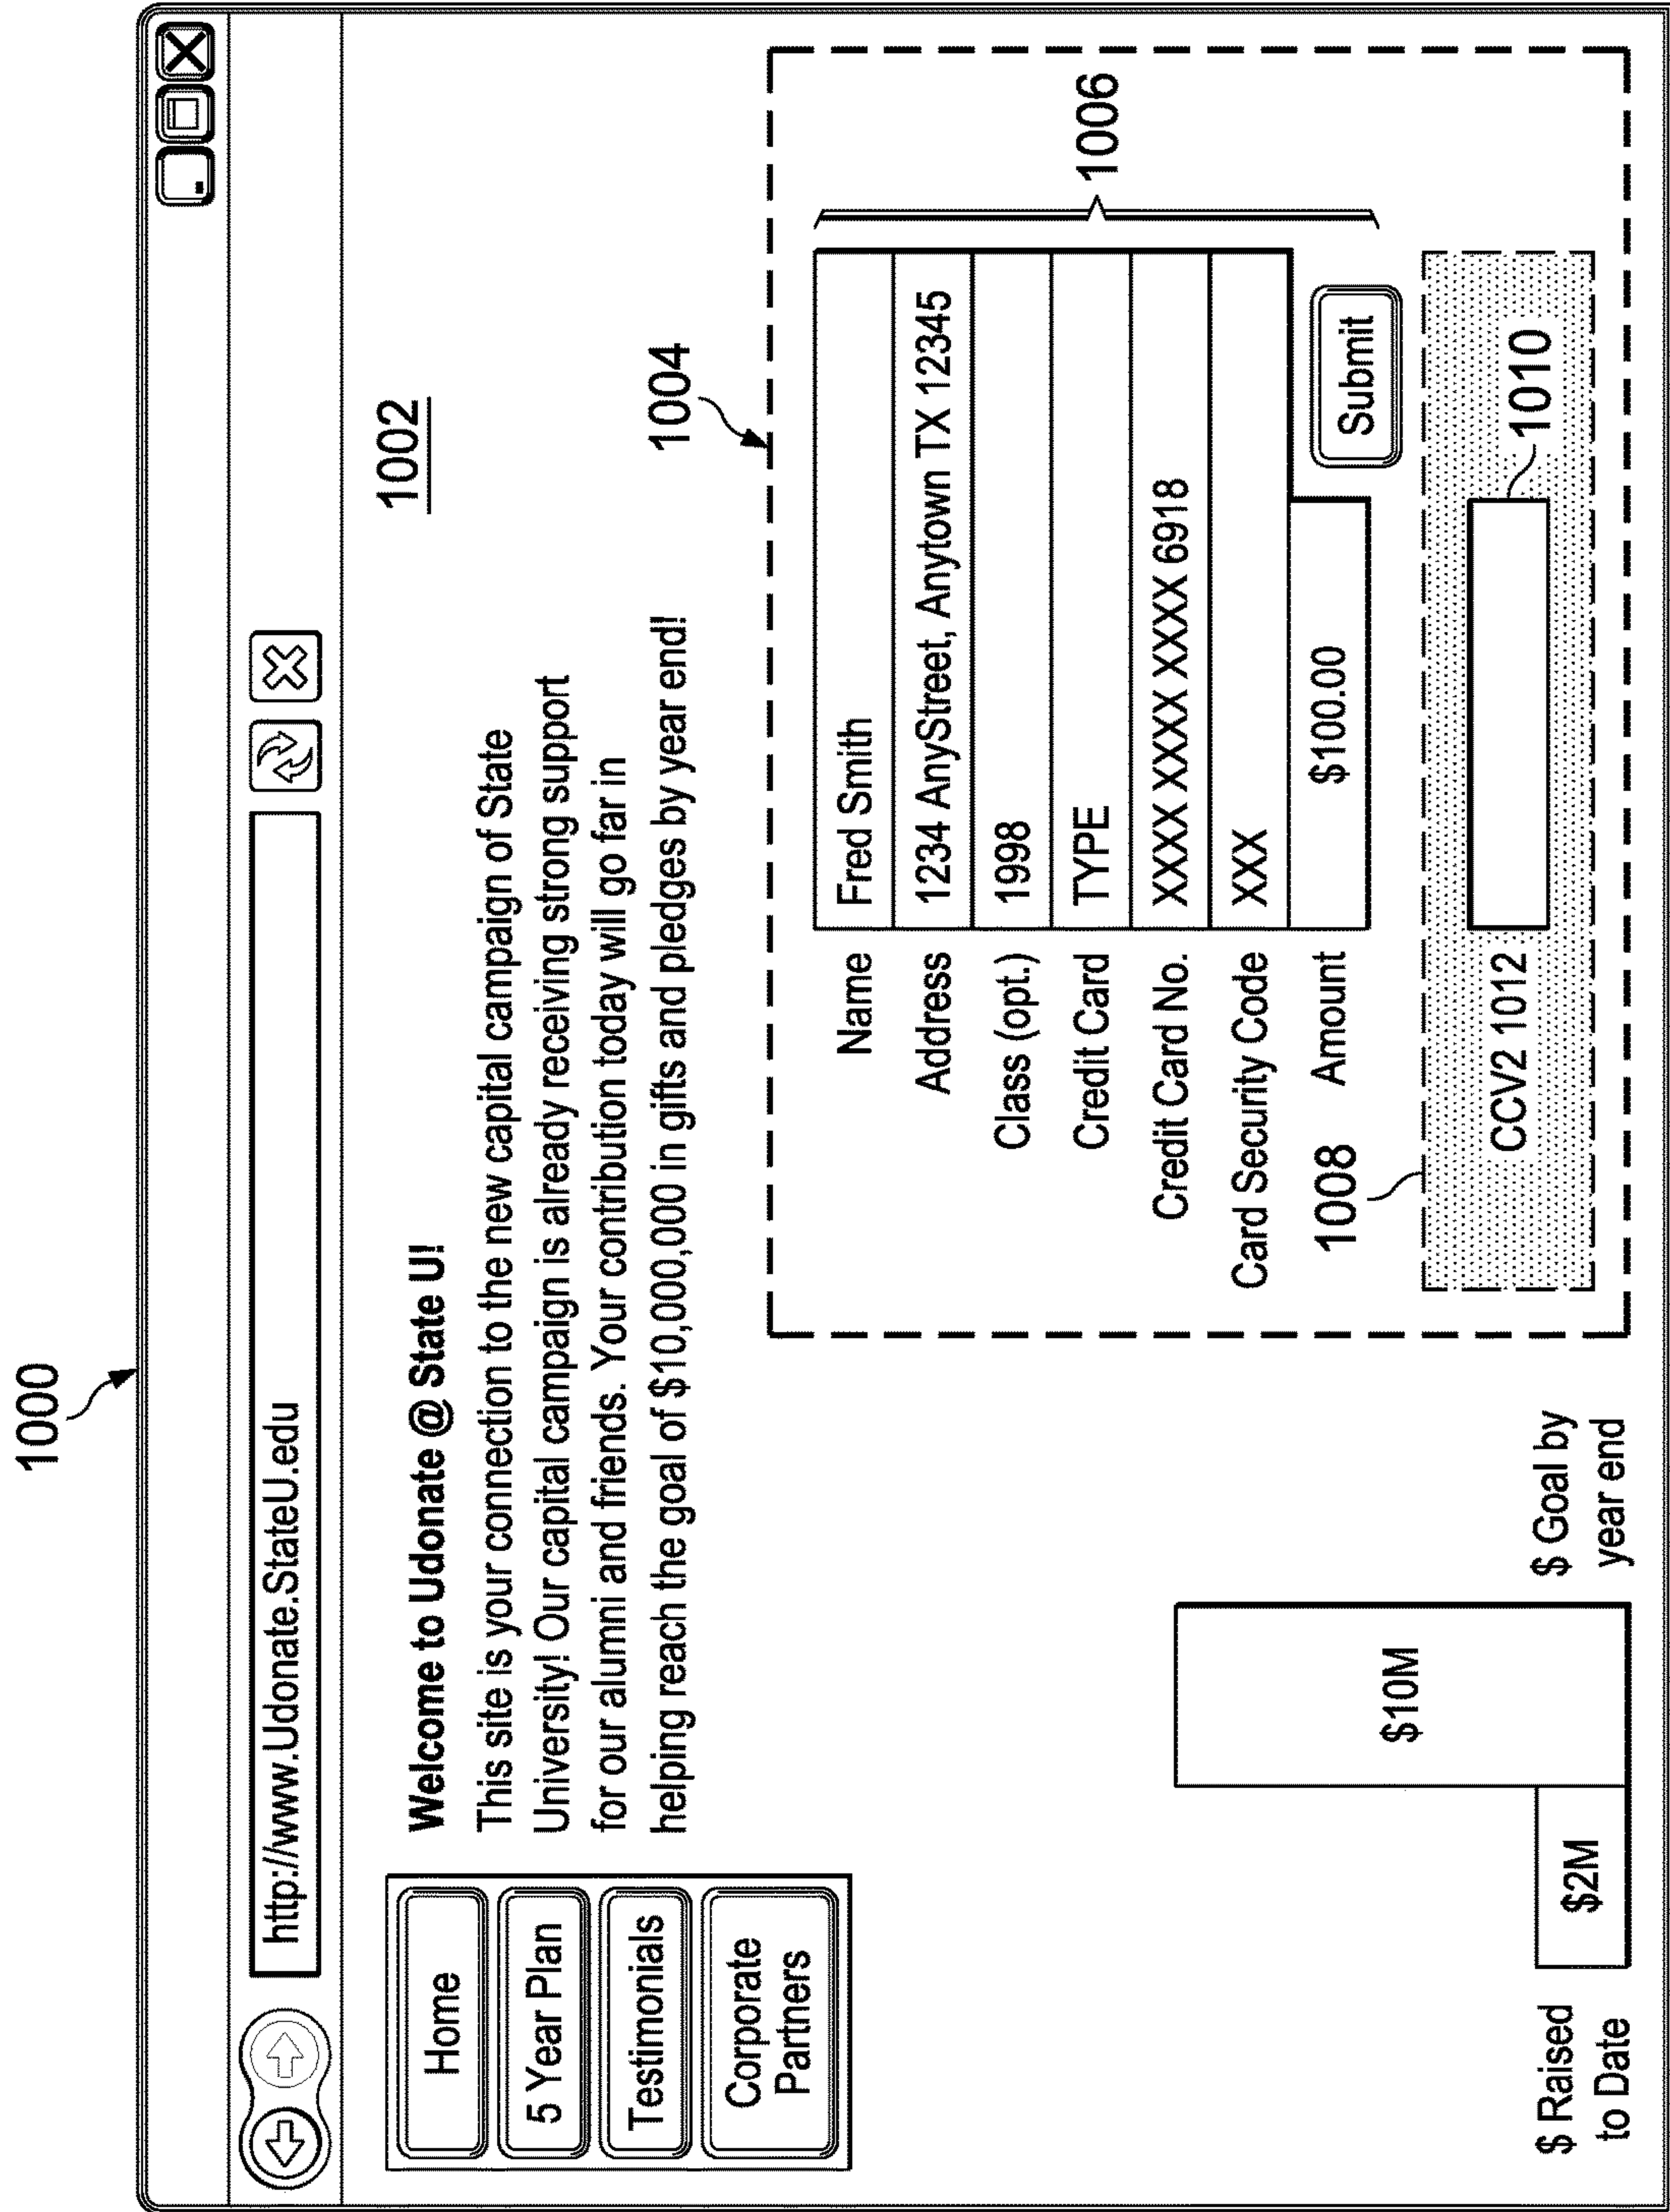 1000
http://www.Udonate.StateU.edu
1002
Home
5 Year Plan
Testimonials
Corporate
Partners
Welcome to Udonate @ State U!
This site is your connection to the new capital campaign of State
University! Our capital campaign is already receiving strong support
for our alumni and friends. Your contribution today will go far in
helping reach the goal of $10,000,000 in gifts and pledges by year end!
1004
Name Fred Smith
Address 1234 AnyStreet, Anytown TX 12345
Class (opt.) 1998
Credit Card TYPE
Credit Card No. XXXX XXXX XXXX 6918
Card Security Code XXX
1006
1008 Amount $100.00 Submit
CCV2 1012 1010
$ Raised
to Date
$2M
$10M
$ Goal by
year end